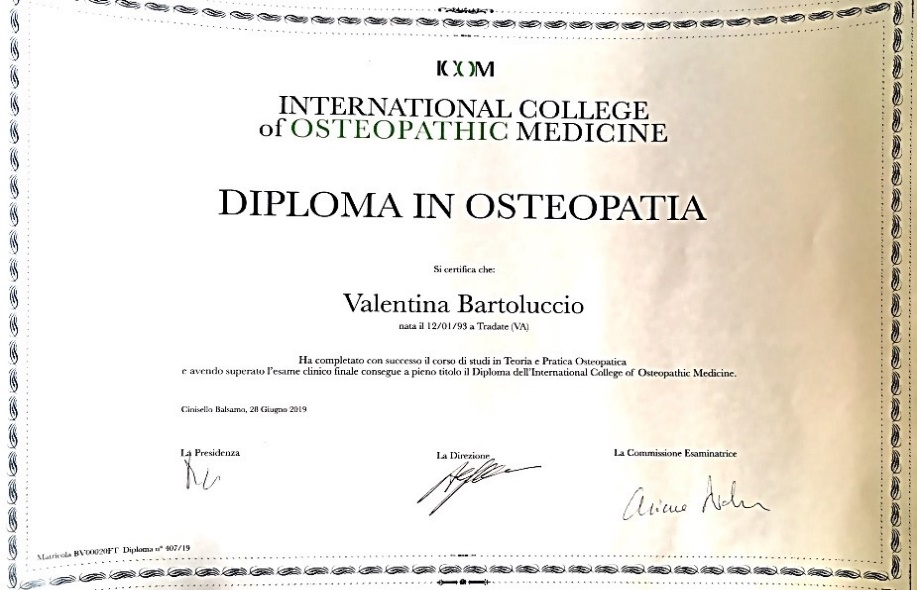 ICOM
INTERNATIONAL COLLEGE
of OSTEOPATHIC MEDICINE
DIPLOMA IN OSTEOPATIA
Si certifica che:
Valentina Bartoluccio
nata il 12/01/93 a Tradate (VA)
Ha completato con successo il corso di studi in Teoria e Pratica Osteopatica
e avendo superato l'esame clinico finale consegue a pieno titolo il Diploma dell'International College of Osteopathic Medicine.
Cinisello Balsamo, 28 Giugno 2019
La Presidenza La Direzione La Commissione Esaminatrice
Matricola BV00020FT Diploma n° 407/19